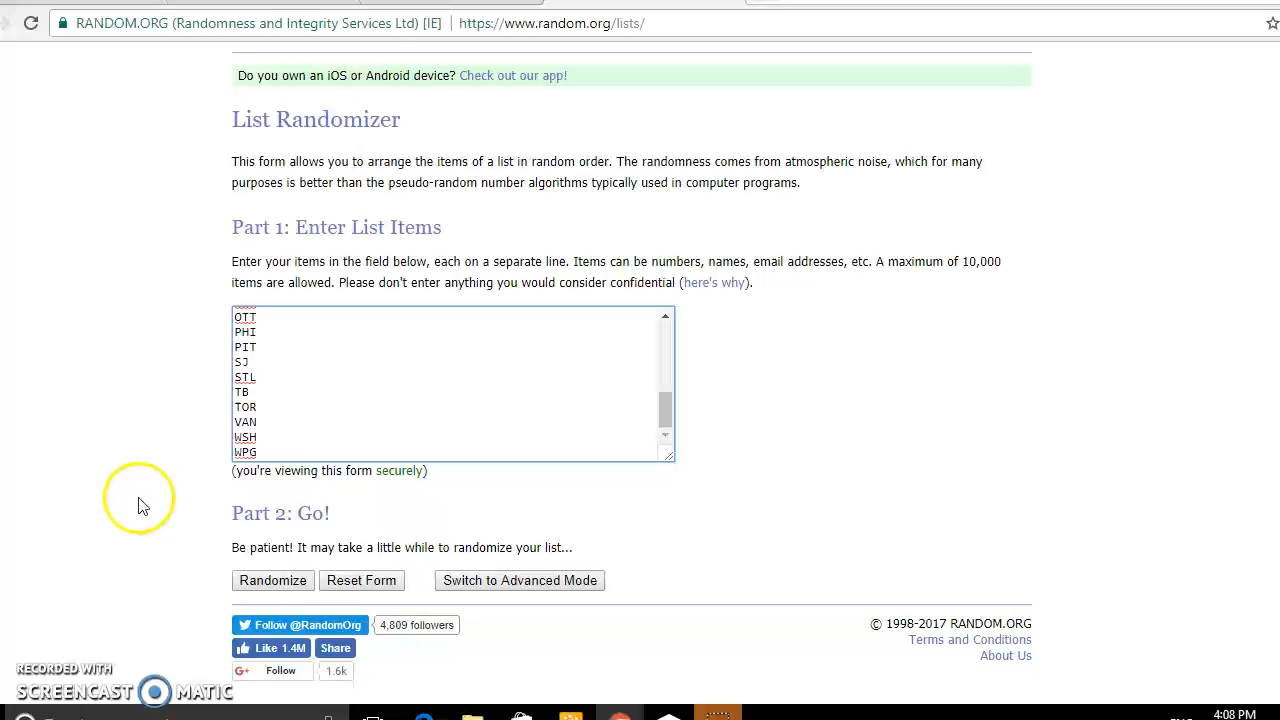 RANDOM.ORG (Randomness and Integrity Services Ltd) [IE] https://www.random.org/lists/
Do you own an iOS or Android device? Check out our app!
List Randomizer
This form allows you to arrange the items of a list in random order. The randomness comes from atmospheric noise, which for many
purposes is better than the pseudo-random number algorithms typically used in computer programs.
Part 1: Enter List Items
Enter your items in the field below, each on a separate line. Items can be numbers, names, email addresses, etc. A maximum of 10,000
items are allowed. Please don't enter anything you would consider confidential (here's why).
OTT
PHI
PIT
SJ
STL
TB
TOR
VAN
WSH
WPG
(you're viewing this form securely)
Part 2: Go!
Be patient! It may take a little while to randomize your list...
Randomize Reset Form Switch to Advanced Mode
Follow @RandomOrg 4,809 followers
Like 1.4M Share
G+ Follow 1.6k
© 1998-2017 RANDOM.ORG
Terms and Conditions
About Us
RECORDED WITH
SCREENCAST MATIC
4:08 PM